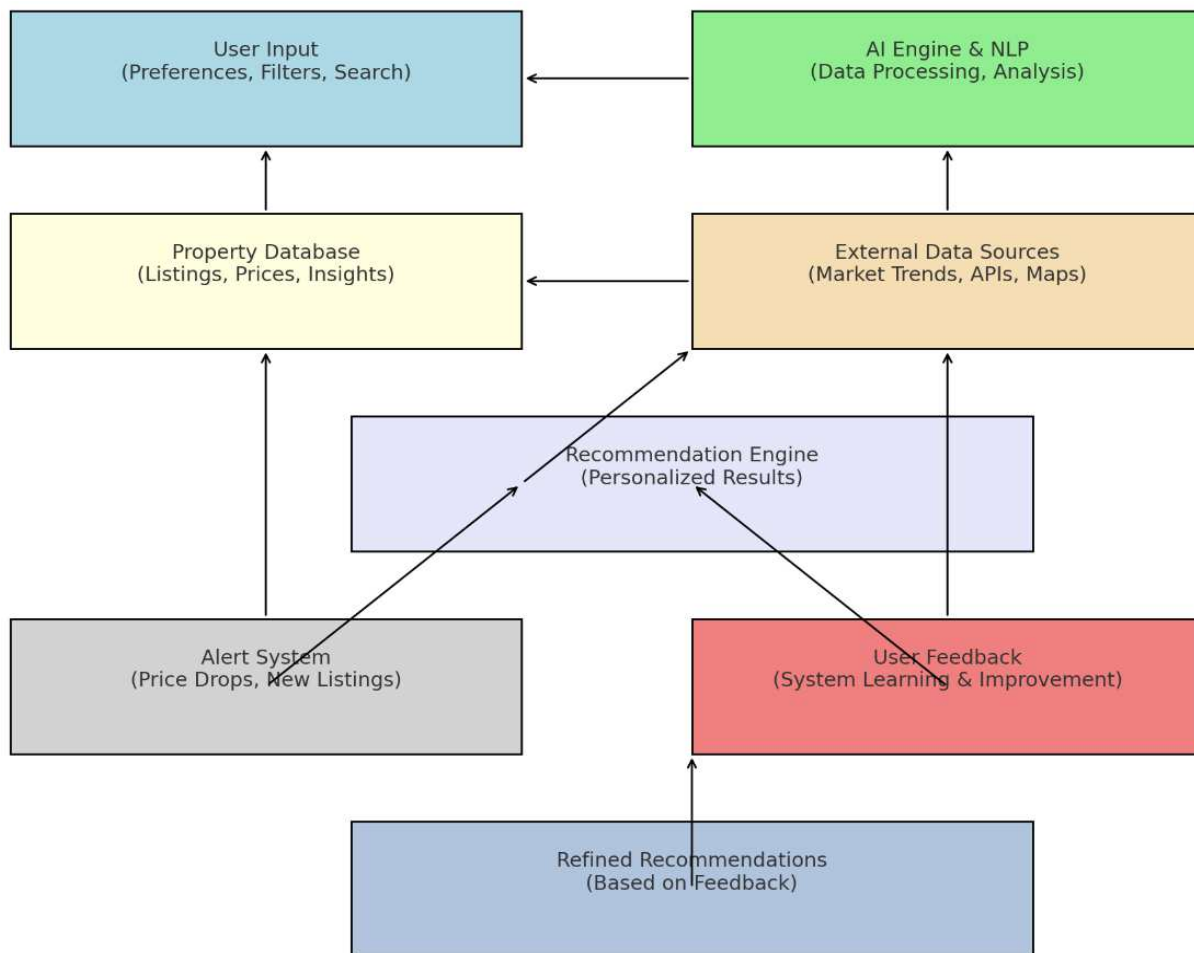 User Input
(Preferences, Filters, Search)
AI Engine & NLP
(Data Processing, Analysis)
Property Database
(Listings, Prices, Insights)
External Data Sources
(Market Trends, APIs, Maps)
Recommendation Engine
(Personalized Results)
Alert System
(Price Drops, New Listings)
User Feedback
(System Learning & Improvement)
Refined Recommendations
(Based on Feedback)